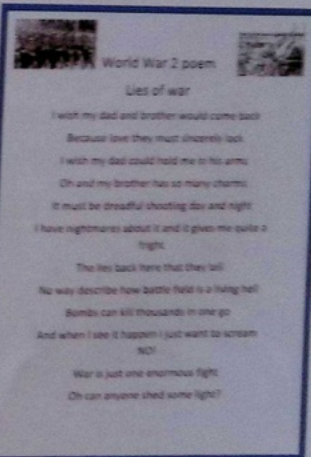 World War 2 poem
Lies of war
I wish my dad and brother would come back
Because love they must sincerely lack
I wish my dad could hold me in his arms
Oh and my brother has so many charms
It must be dreadful shooting day and night
I have nightmares about it and it gives me quite a
fright
The lies back here that they tell
No way describe how battle field is a living hell
Bombs can kill thousands in one go
And when I see it happen I just want to scream
NO!
War is just one enormous fight
Oh can anyone shed some light?